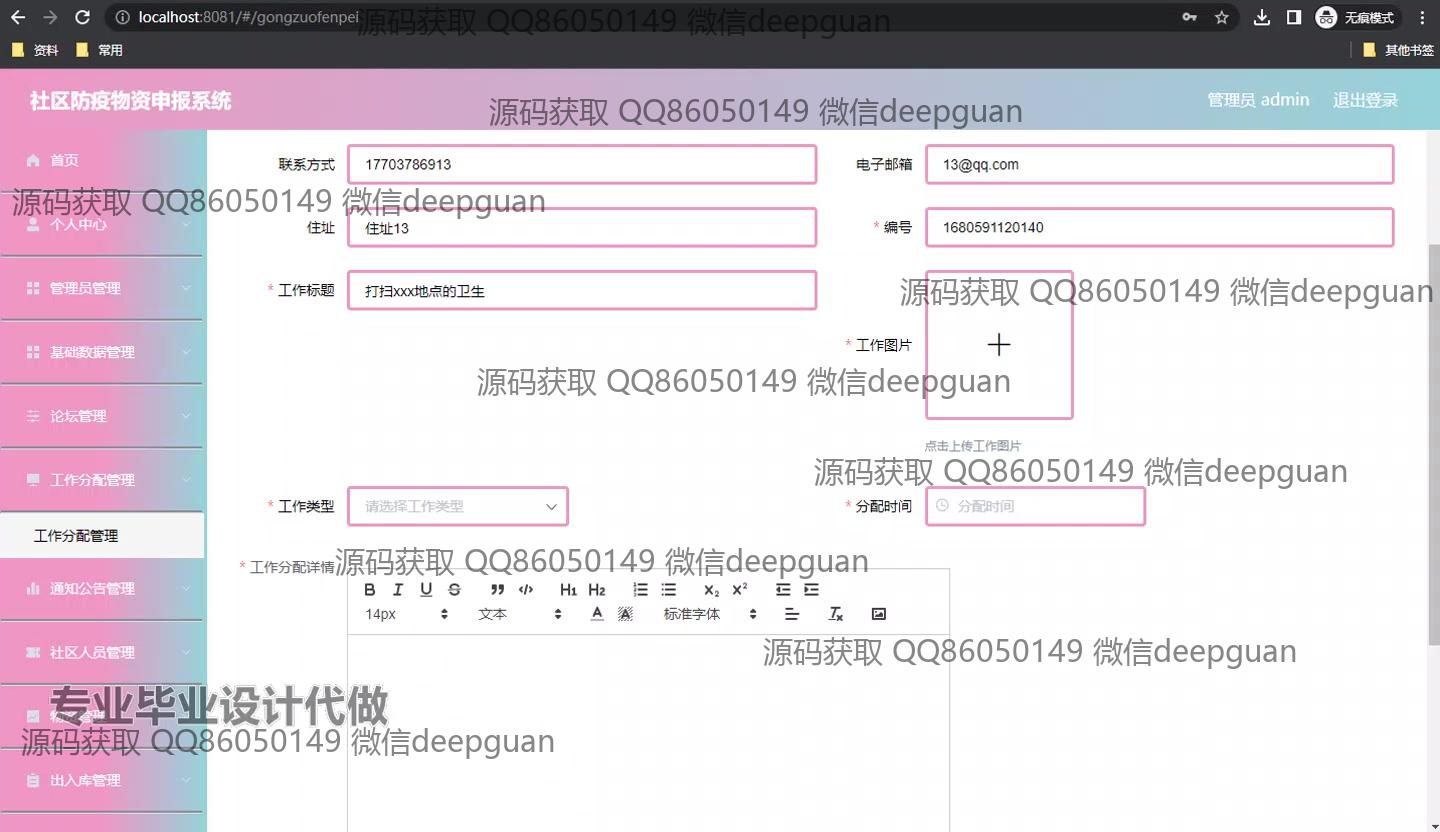 localhost:8081/#/gongzuofenpei
源码获取 QQ86050149 微信deepguan
无痕模式
资料
常用
其他书签
社区防疫物资申报系统
源码获取 QQ86050149 微信deepguan
管理员 admin
退出登录
首页
联系方式
17703786913
电子邮箱
13@qq.com
源码获取 QQ86050149 微信deepguan
个人中心
住址
住址13
* 编号
1680591120140
管理员管理
* 工作标题
打扫xxx地点的卫生
源码获取 QQ86050149 微信deepguan
基础数据管理
* 工作图片
源码获取 QQ86050149 微信deepguan
论坛管理
点击上传工作图片
源码获取 QQ86050149 微信deepguan
工作分配管理
* 工作类型
请选择工作类型
* 分配时间
分配时间
工作分配管理
* 工作分配详情
源码获取 QQ86050149 微信deepguan
通知公告管理
B I U S H1 H2 X2 X2
14px
文本
A A
标准字体
Tx
社区人员管理
源码获取 QQ86050149 微信deepguan
专业毕业设计代做
源码获取 QQ86050149 微信deepguan
出入库管理